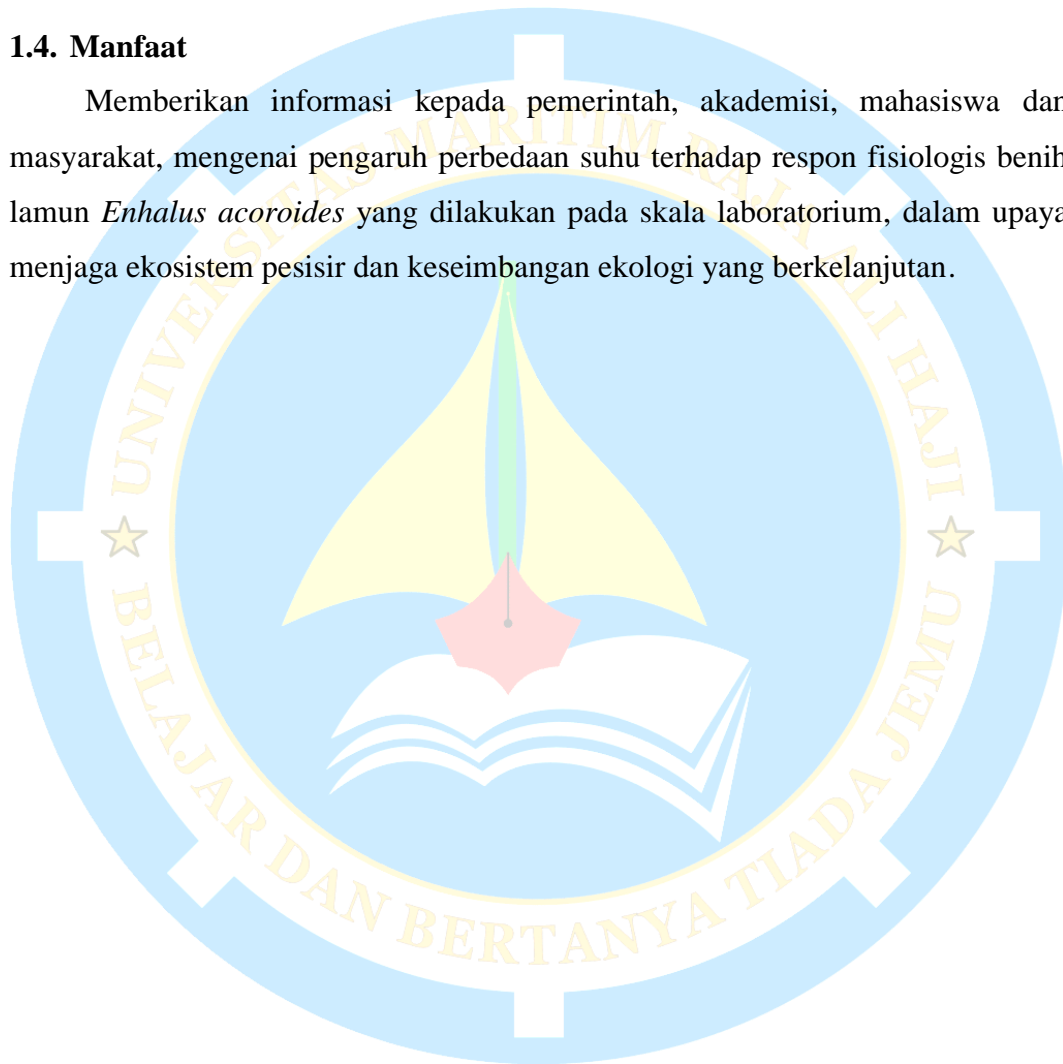 1.4. Manfaat
Memberikan informasi kepada pemerintah, akademisi, mahasiswa dan
masyarakat, mengenai pengaruh perbedaan suhu terhadap respon fisiologis benih
lamun Enhalus acoroides yang dilakukan pada skala laboratorium, dalam upaya
menjaga ekosistem pesisir dan keseimbangan ekologi yang berkelanjutan.
UNIVERSITAS MARITIM RAJA ALI HAJI
BELAJAR DAN BERTANYA TIADA JEMU